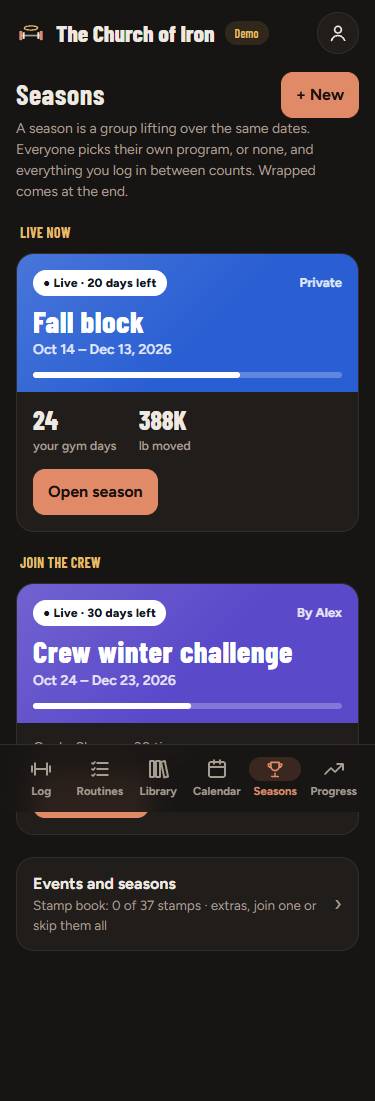 The Church of Iron
Demo
Seasons
+ New
A season is a group lifting over the same dates.
Everyone picks their own program, or none, and
everything you log in between counts. Wrapped
comes at the end.
LIVE NOW
• Live · 20 days left
Private
Fall block
Oct 14 – Dec 13, 2026
24
388K
your gym days
lb moved
Open season
JOIN THE CREW
• Live · 30 days left
By Alex
Crew winter challenge
Oct 24 – Dec 23, 2026
Log
Routines
Library
Calendar
Seasons
Progress
Events and seasons
Stamp book: 0 of 37 stamps · extras, join one or
skip them all